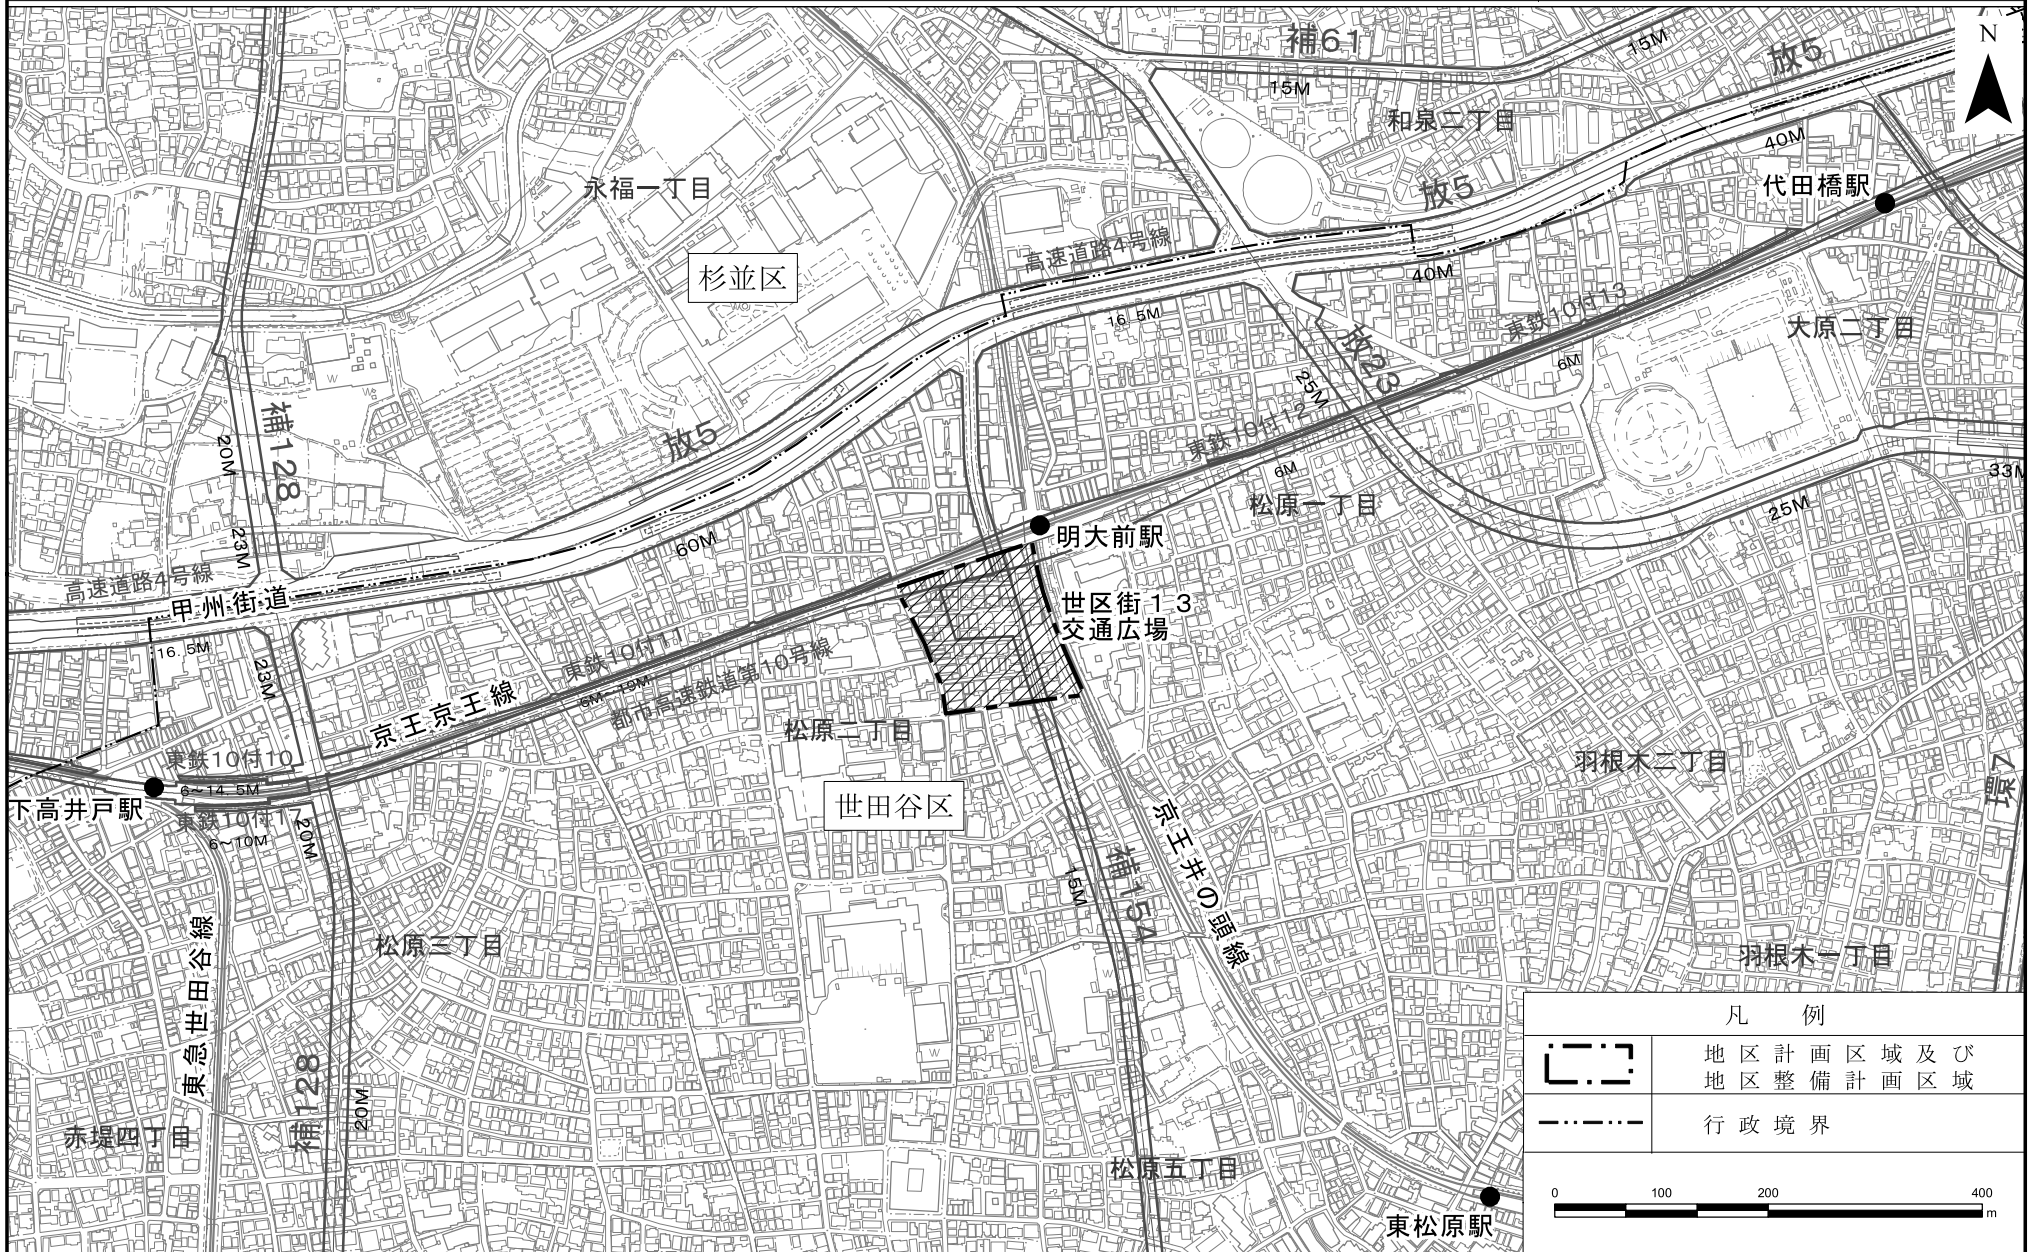 補61
15M
放5
N
15M
和泉二丁目
40M
永福一丁目
放5
代田橋駅
高速道路4号線
杉並区
40M
16.5M
東鉄10付13
大原二丁目
放23
6M
25M
補128
20M
放5
東鉄10付12
6M
33M
松原一丁目
25M
23M
60M
明大前駅
高速道路4号線
甲州街道
世区街13
交通広場
16.5M
23M
東鉄10付11
6M~19M
都市高速鉄道第10号線
京王京王線
松原二丁目
東鉄10付10
6~14.5M
下高井戸駅
東鉄10付1
6~10M
20M
世田谷区
羽根木二丁目
環7
京王井の頭線
補154
15M
東急世田谷線
松原三丁目
羽根木一丁目
補128
20M
赤堤四丁目
松原五丁目
東松原駅
凡例
地区計画区域及び
地区整備計画区域
行政境界
0 100 200 400
m